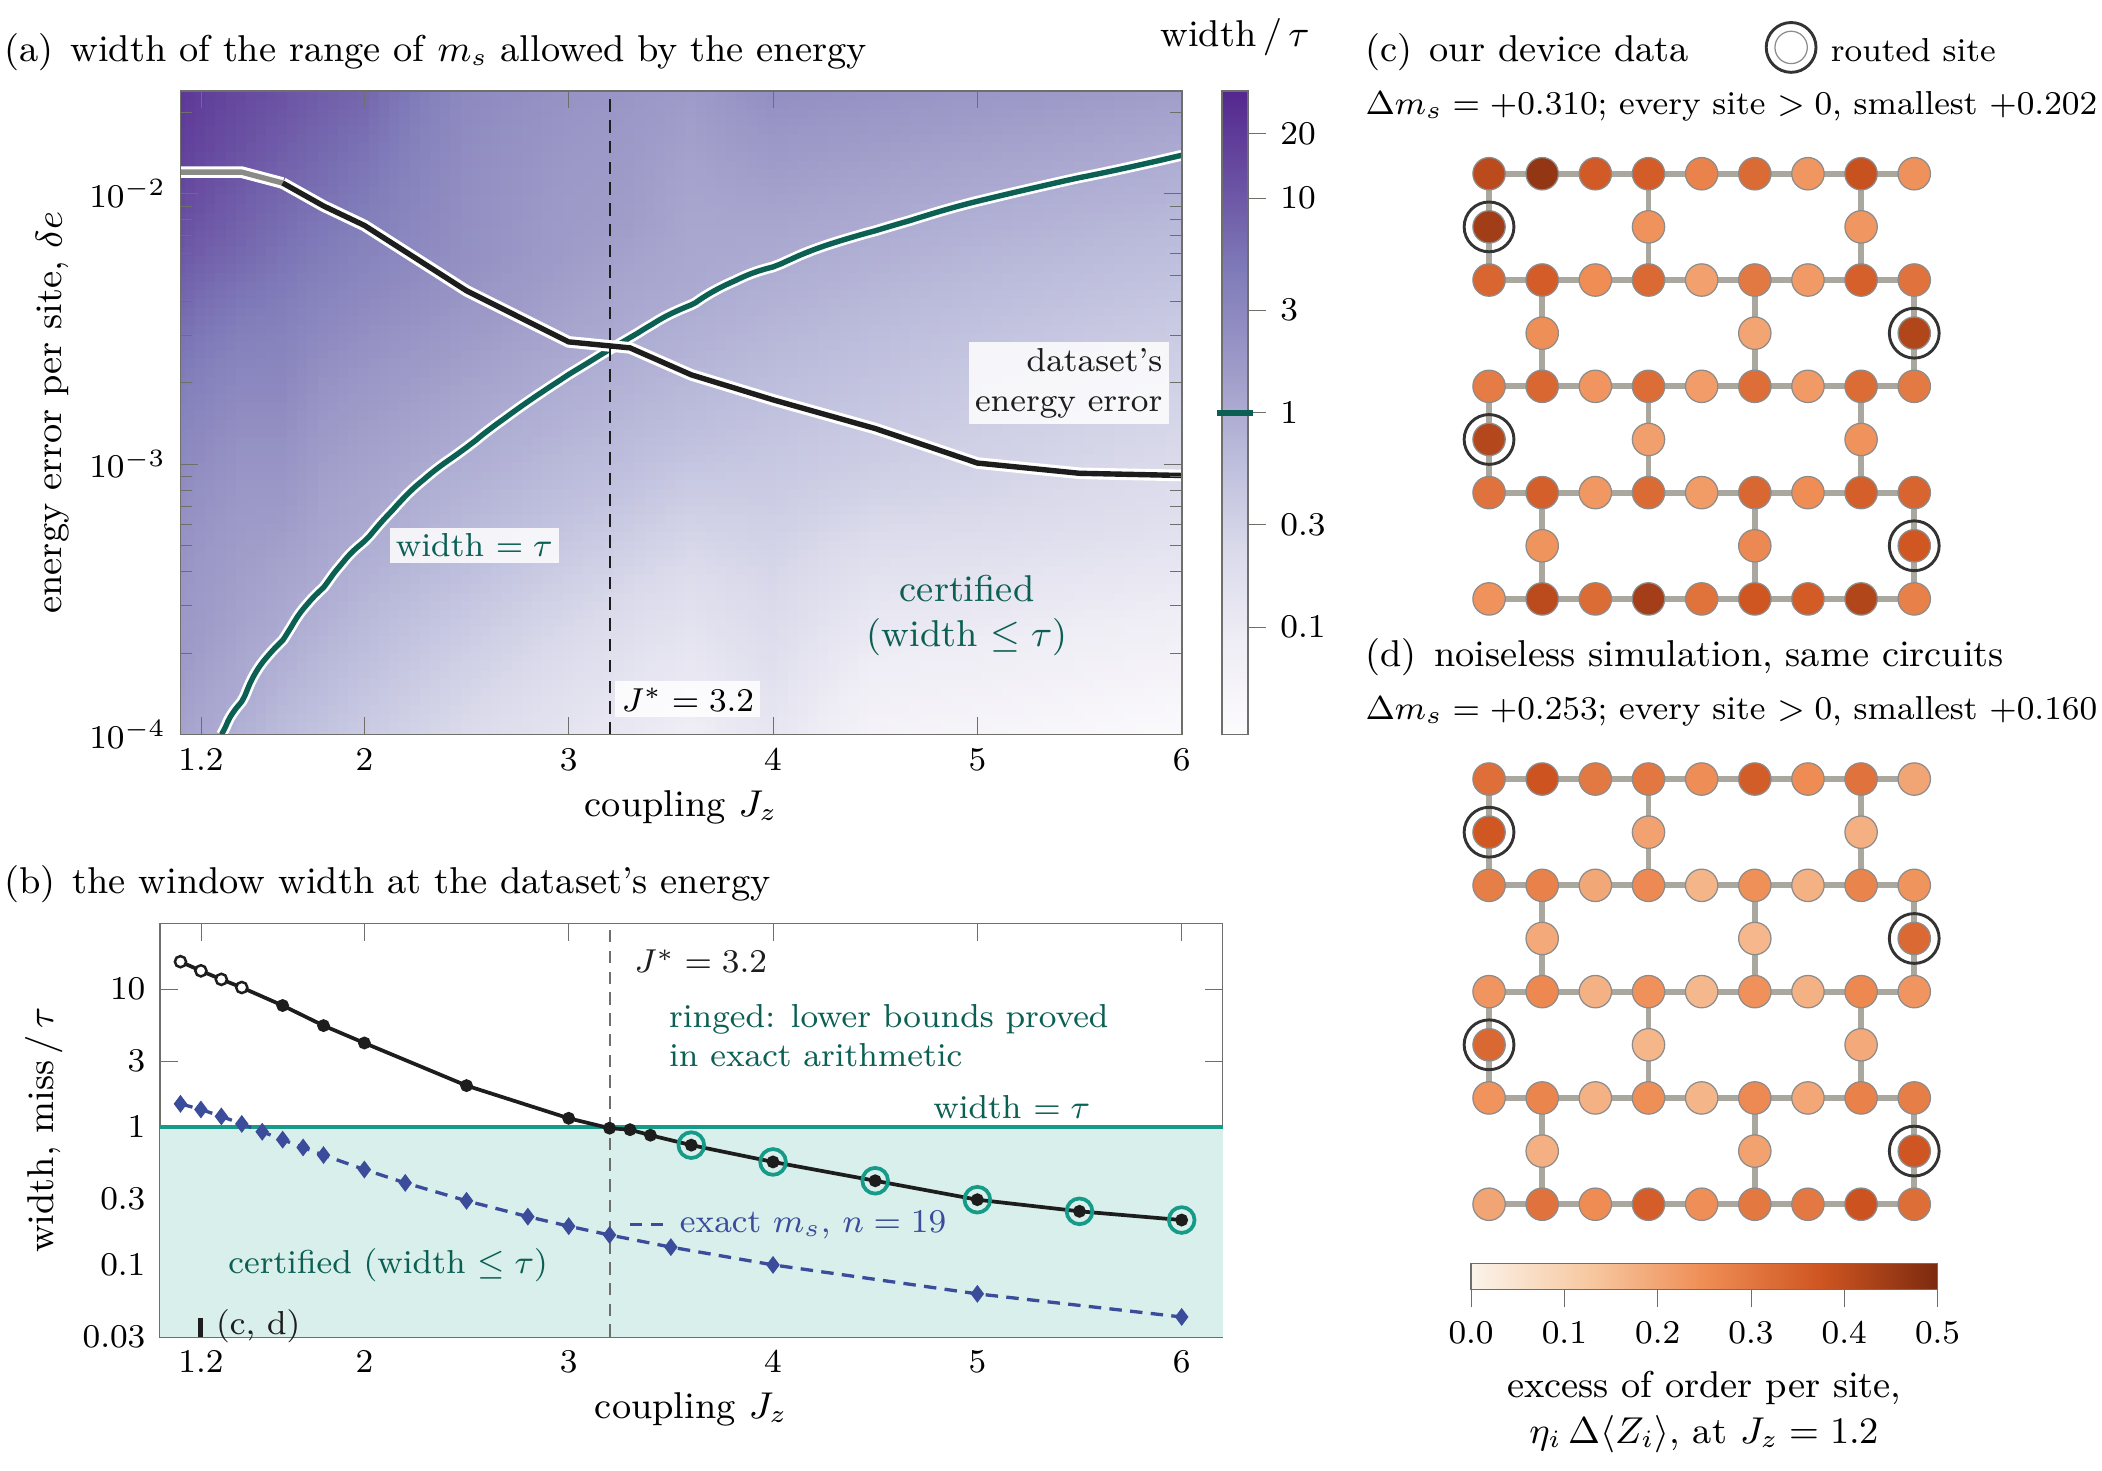 (a) width of the range of mₛ allowed by the energy
width / τ
20
10
3
1
0.3
0.1
energy error per site, δe
10⁻²
10⁻³
10⁻⁴
dataset's
energy error
width = τ
certified
(width ≤ τ)
J* = 3.2
1.2 2 3 4 5 6
coupling J_z
(b) the window width at the dataset's energy
width, miss / τ
10
3
1
0.3
0.1
0.03
J* = 3.2
ringed: lower bounds proved
in exact arithmetic
width = τ
exact mₛ, n = 19
certified (width ≤ τ)
(c, d)
1.2 2 3 4 5 6
coupling J_z
(c) our device data
routed site
Δmₛ = +0.310; every site > 0, smallest +0.202
(d) noiseless simulation, same circuits
Δmₛ = +0.253; every site > 0, smallest +0.160
0.0 0.1 0.2 0.3 0.4 0.5
excess of order per site,
η_i Δ⟨Z_i⟩, at J_z = 1.2